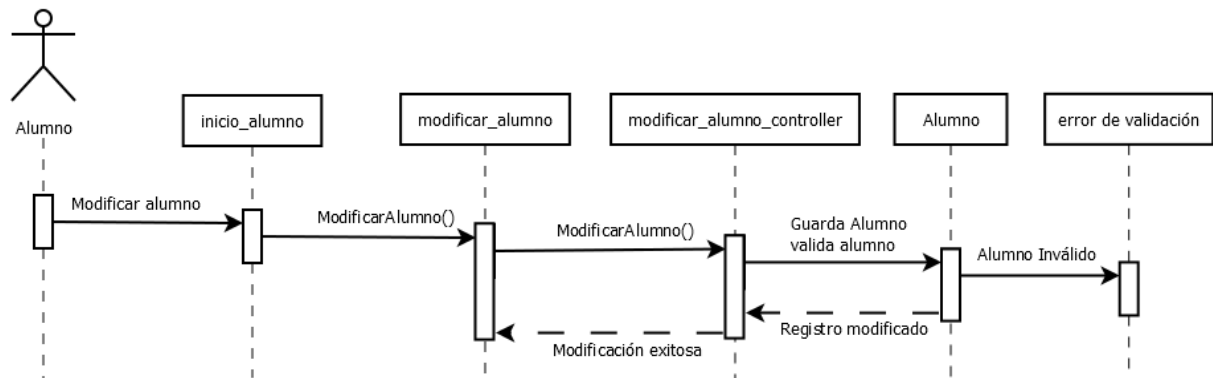 Alumno
inicio_alumno
modificar_alumno
modificar_alumno_controller
Alumno
error de validación
Modificar alumno
ModificarAlumno()
ModificarAlumno()
Guarda Alumno
valida alumno
Alumno Inválido
Registro modificado
Modificación exitosa